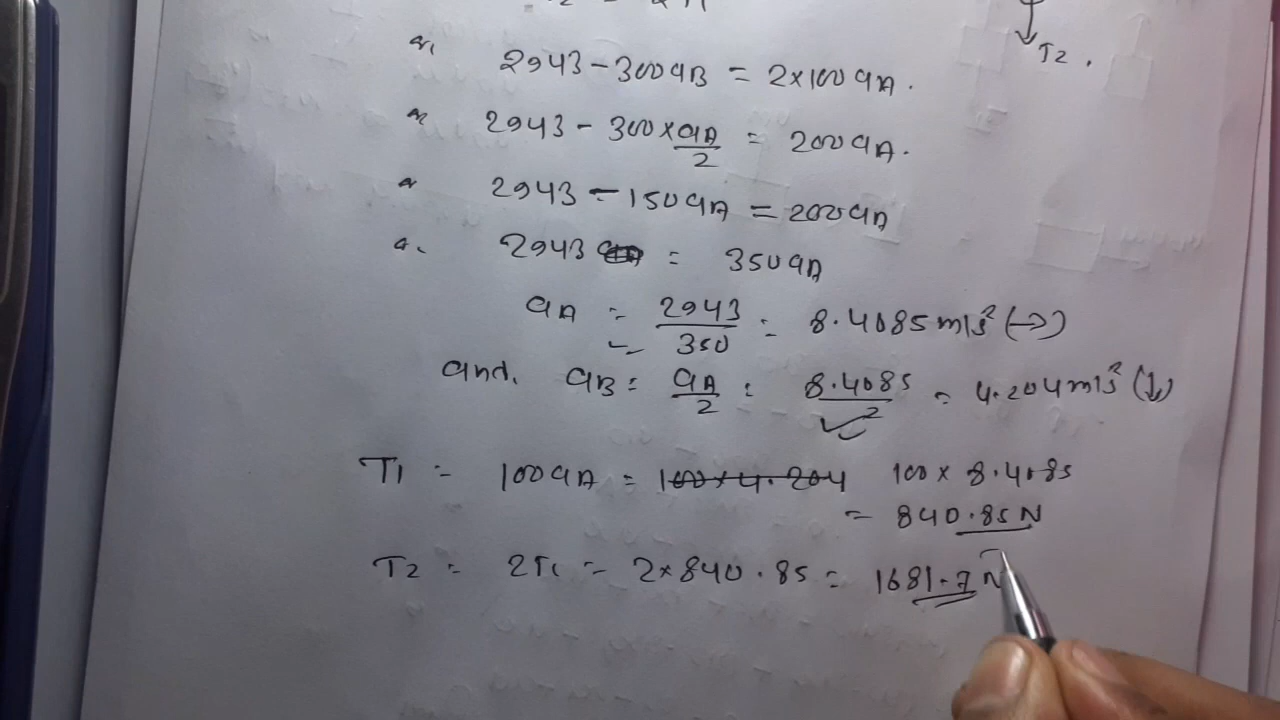 T2.
2943 - 300aB = 2×100aA.
2943 - 300×aA/2 = 200aA.
2943 - 150aA = 200aA
2943 = 350aA
aA = 2943/350 = 8.4085 m/s² (→)
and, aB = aA/2 = 8.4085/2 = 4.204 m/s² (↓)
T1 = 100aA = 100×4.204 100 × 8.4085
= 840.85 N
T2 = 2T1 = 2×840.85 = 1681.7 N